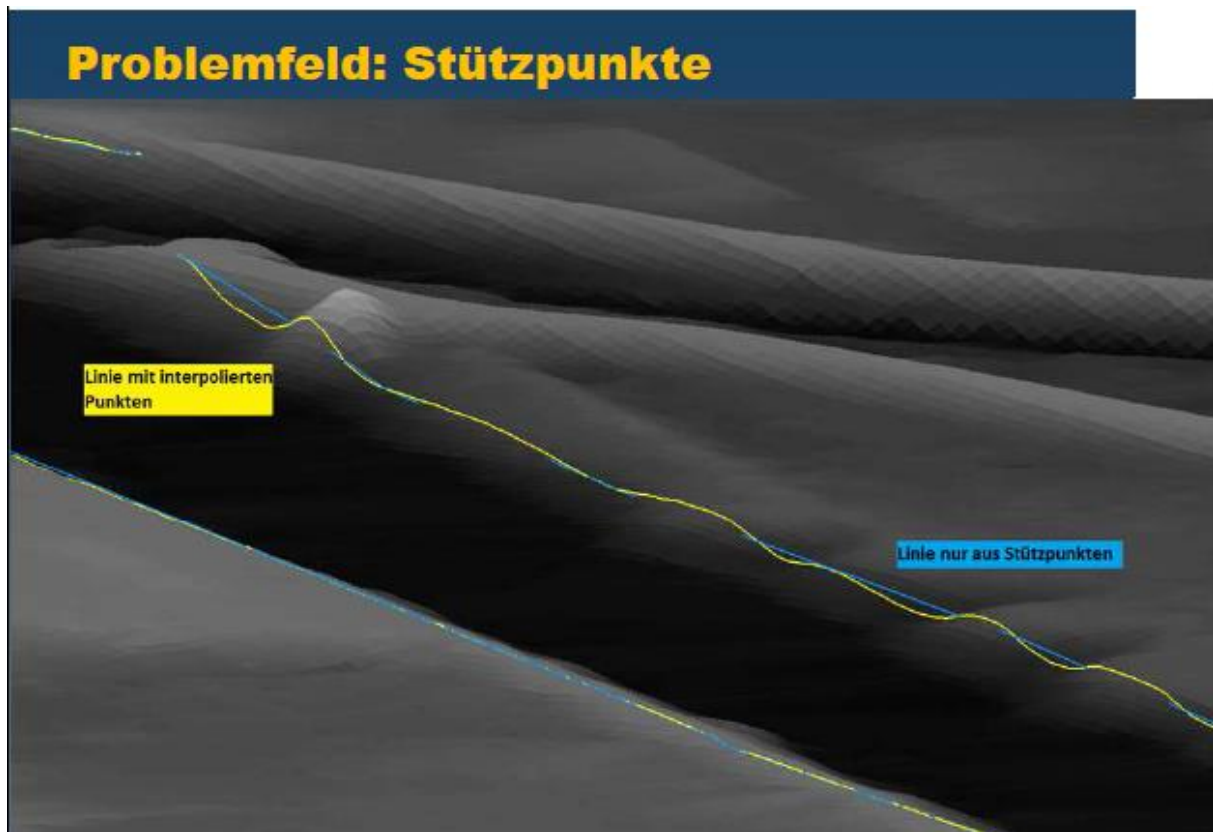 Problemfeld: Stützpunkte
Linie mit interpolierten
Punkten
Linie nur aus Stützpunkten